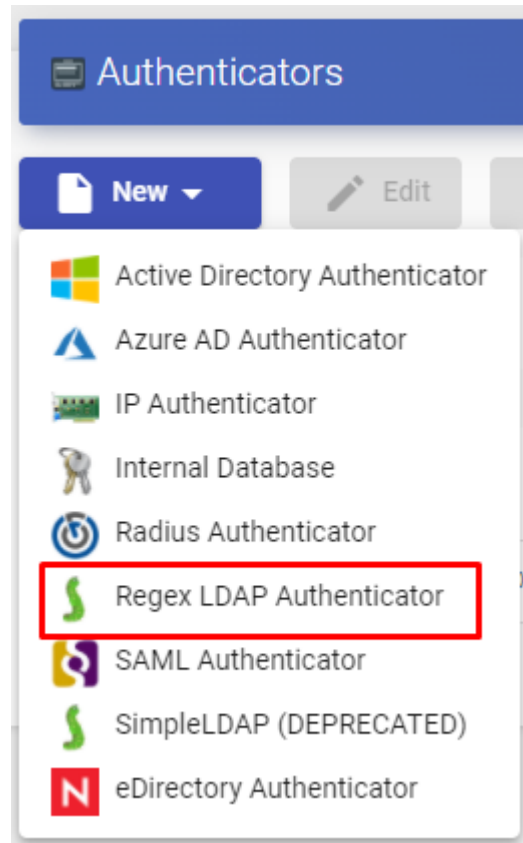 Authenticators
New
Edit
Active Directory Authenticator
Azure AD Authenticator
IP Authenticator
Internal Database
Radius Authenticator
Regex LDAP Authenticator
SAML Authenticator
SimpleLDAP (DEPRECATED)
eDirectory Authenticator